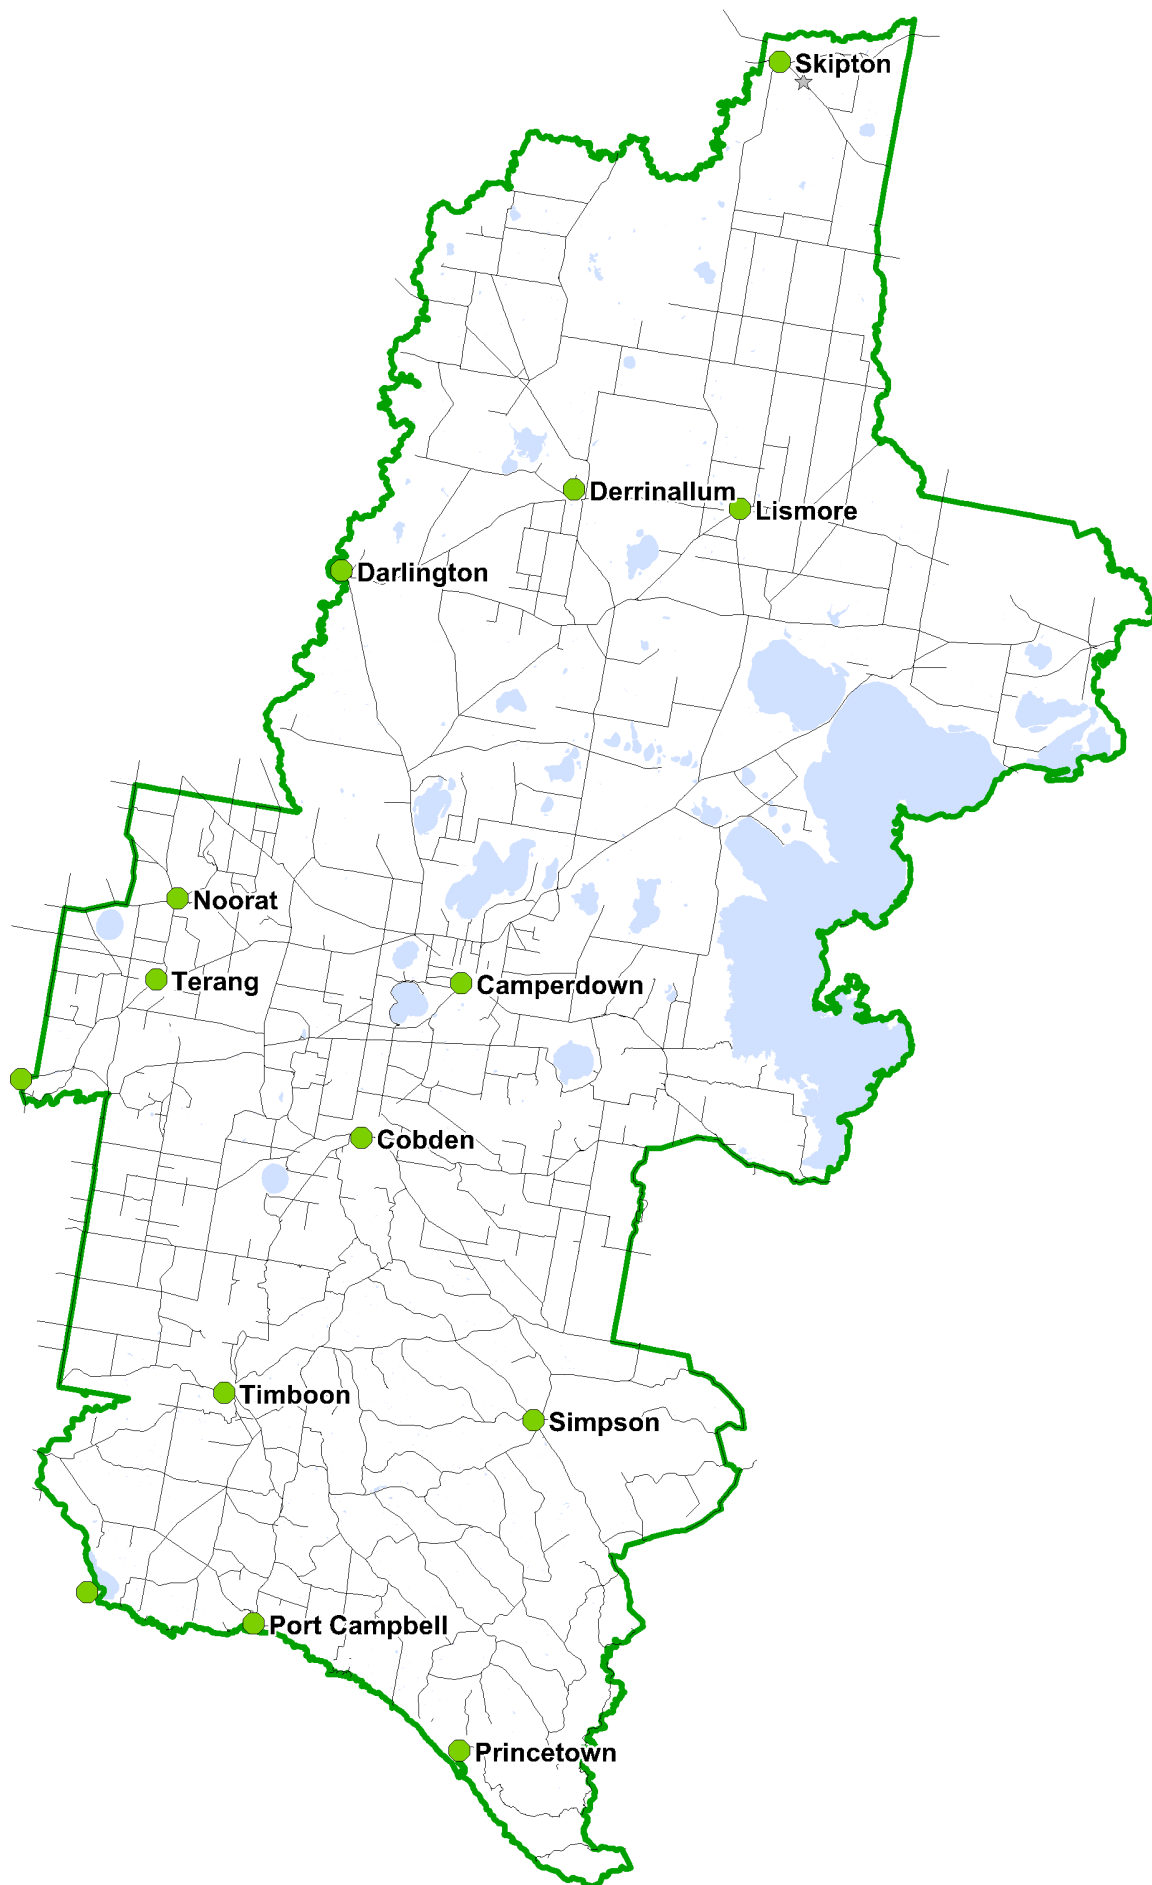 Skipton
Derrinallum
Lismore
Darlington
Noorat
Terang
Camperdown
Cobden
Timboon
Simpson
Port Campbell
Princetown